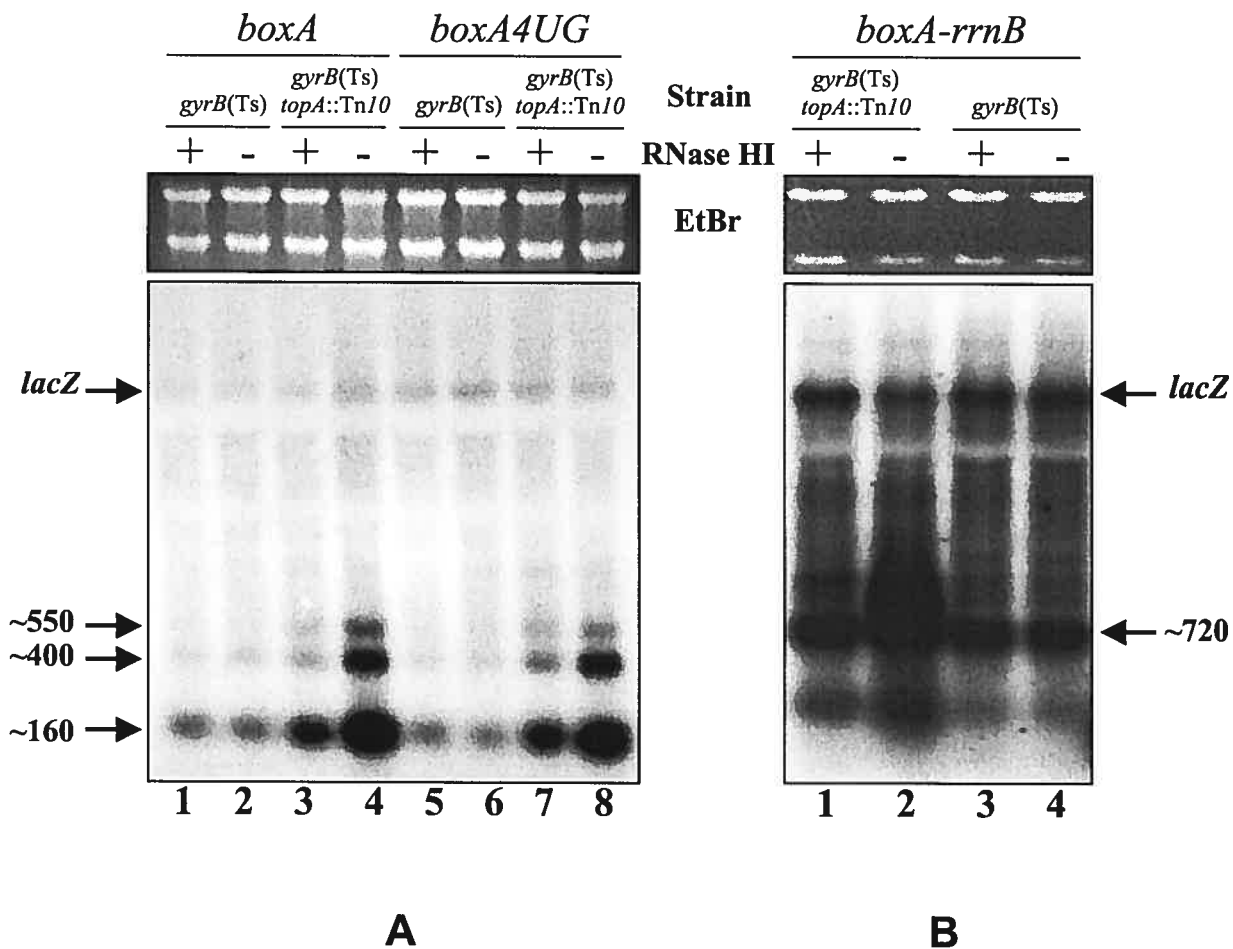 boxA boxA4UG boxA-rrnB
gyrB(Ts) gyrB(Ts) topA::Tn10 gyrB(Ts) gyrB(Ts) topA::Tn10 Strain gyrB(Ts) topA::Tn10 gyrB(Ts)
+ - + - + - + - RNase HI + - + -
EtBr
lacZ lacZ
~550
~400 ~720
~160
1 2 3 4 5 6 7 8 1 2 3 4
A B